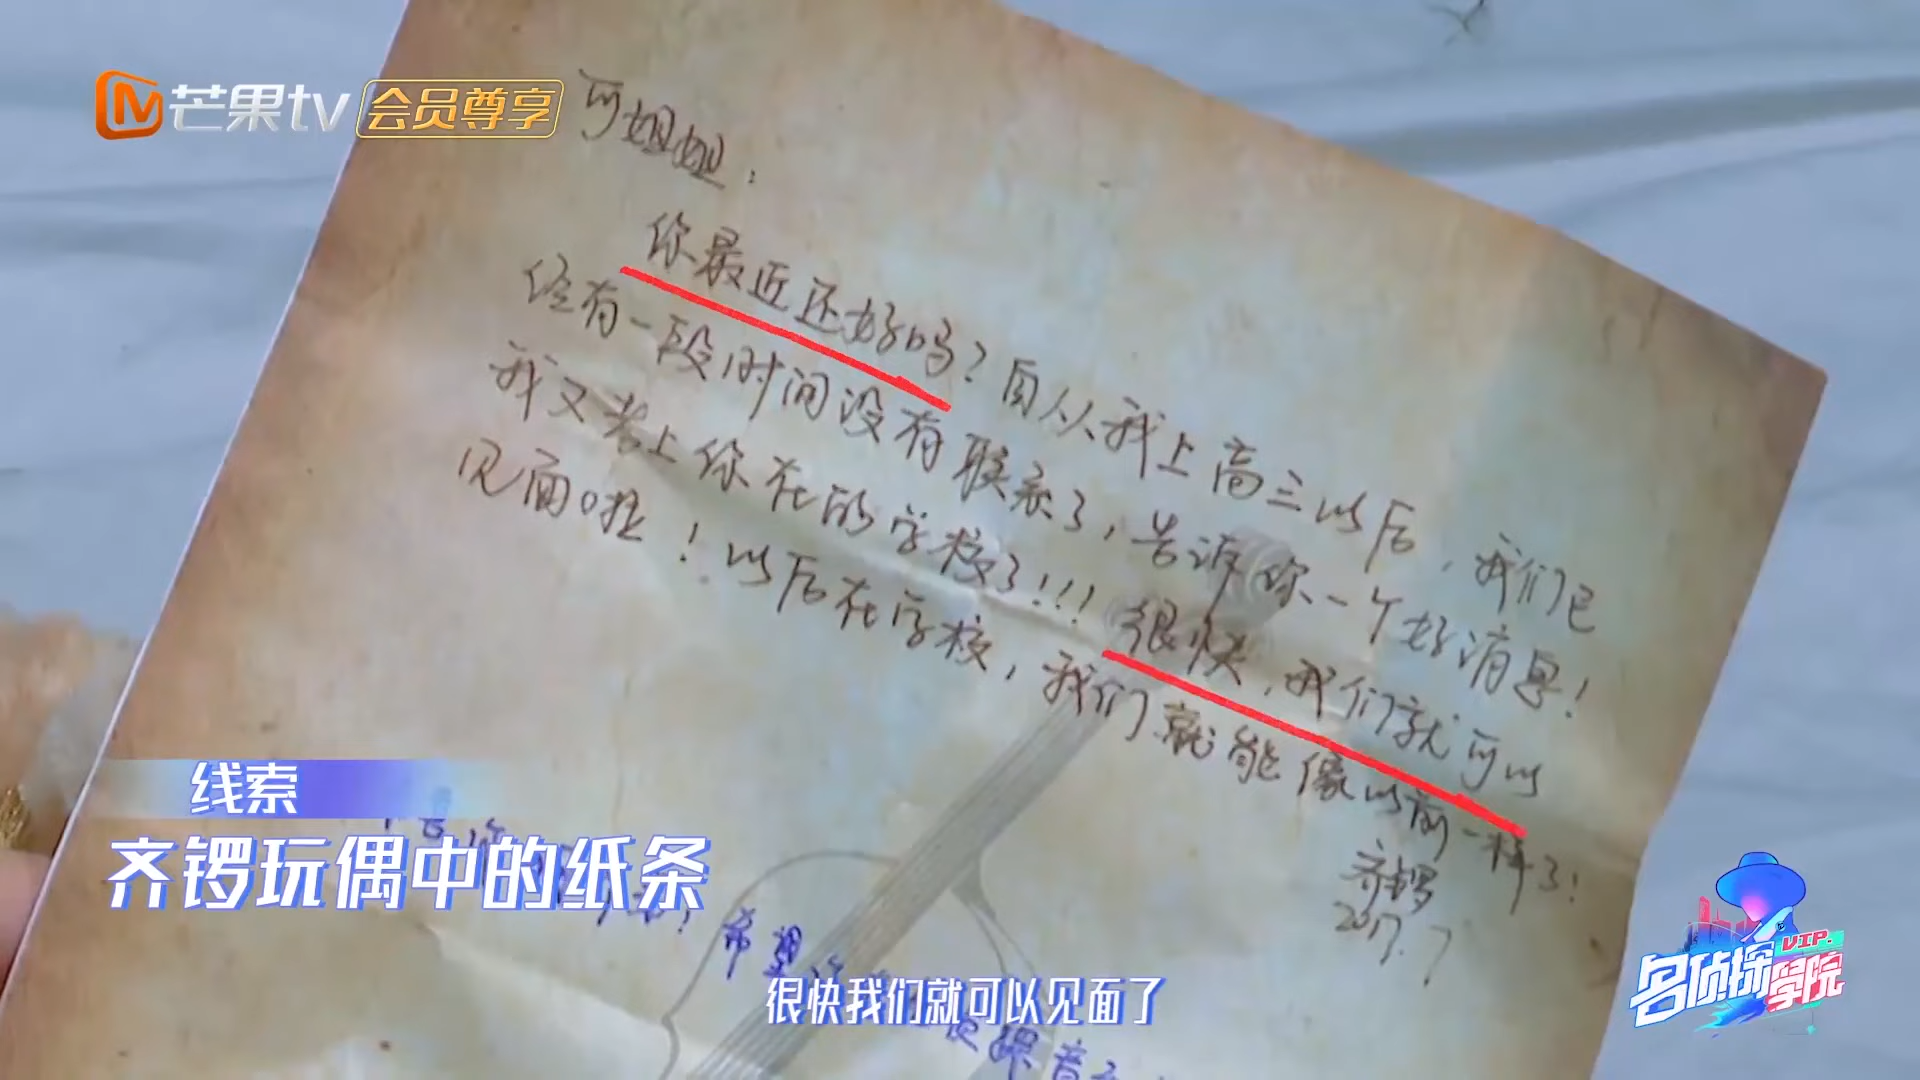 芒果tv 会员尊享
可姐姐：
你最近还好吗？自从我上高三以后，我们已
经有一段时间没有联系了，告诉你一个好消息！
我又考上你在的学校了！！！很快，我们就可以
见面啦！以后在学校，我们就能像以前一样了！
齐锣
2017.7
线索
齐锣玩偶中的纸条
希望
很快我们就可以见面了
名侦探学院
VIP.